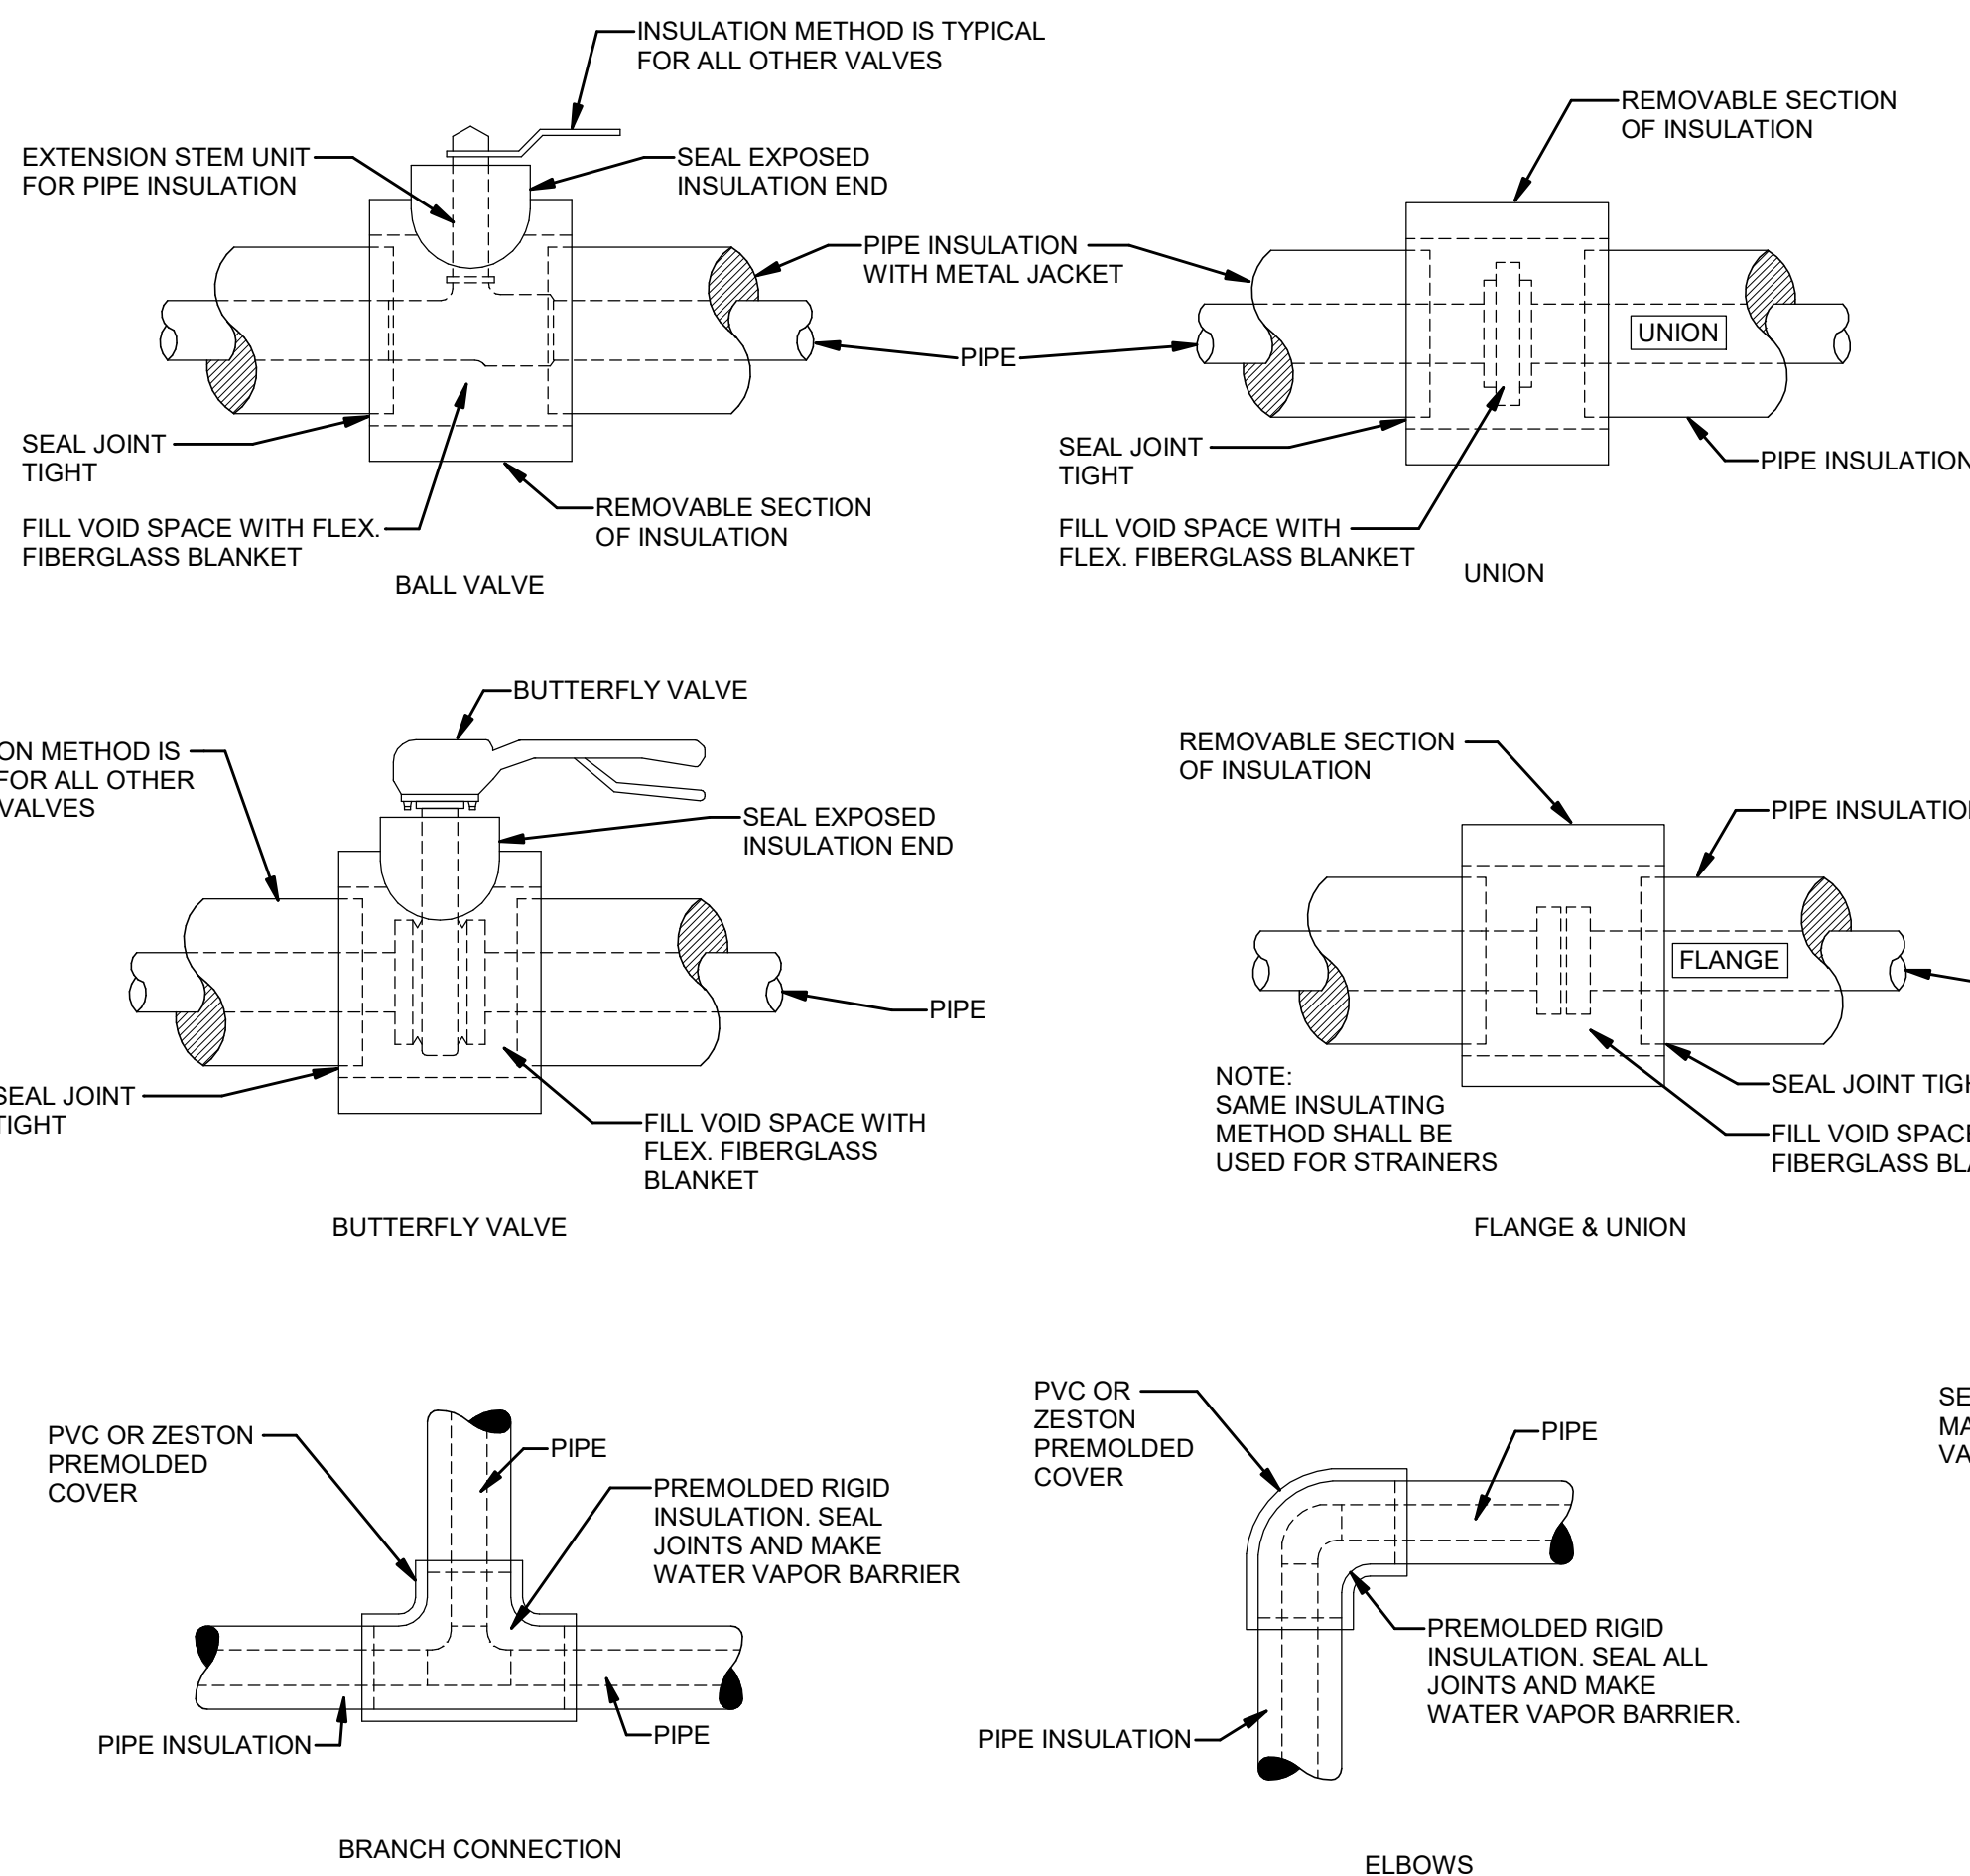 INSULATION METHOD IS TYPICAL
FOR ALL OTHER VALVES
EXTENSION STEM UNIT
FOR PIPE INSULATION
SEAL EXPOSED
INSULATION END
PIPE INSULATION
WITH METAL JACKET
PIPE
SEAL JOINT
TIGHT
FILL VOID SPACE WITH FLEX.
FIBERGLASS BLANKET
REMOVABLE SECTION
OF INSULATION
BALL VALVE
REMOVABLE SECTION
OF INSULATION
UNION
SEAL JOINT
TIGHT
PIPE INSULATION
FILL VOID SPACE WITH
FLEX. FIBERGLASS BLANKET
UNION
BUTTERFLY VALVE
ON METHOD IS
FOR ALL OTHER
VALVES
SEAL EXPOSED
INSULATION END
PIPE
SEAL JOINT
TIGHT
FILL VOID SPACE WITH
FLEX. FIBERGLASS
BLANKET
BUTTERFLY VALVE
REMOVABLE SECTION
OF INSULATION
PIPE INSULATION
FLANGE
NOTE:
SAME INSULATING
METHOD SHALL BE
USED FOR STRAINERS
SEAL JOINT TIGH
FILL VOID SPACE
FIBERGLASS BLA
FLANGE & UNION
PVC OR ZESTON
PREMOLDED
COVER
PIPE
PREMOLDED RIGID
INSULATION. SEAL
JOINTS AND MAKE
WATER VAPOR BARRIER
PIPE INSULATION
PIPE
BRANCH CONNECTION
PVC OR
ZESTON
PREMOLDED
COVER
PIPE
PREMOLDED RIGID
INSULATION. SEAL ALL
JOINTS AND MAKE
WATER VAPOR BARRIER.
PIPE INSULATION
ELBOWS
SE
MA
VA